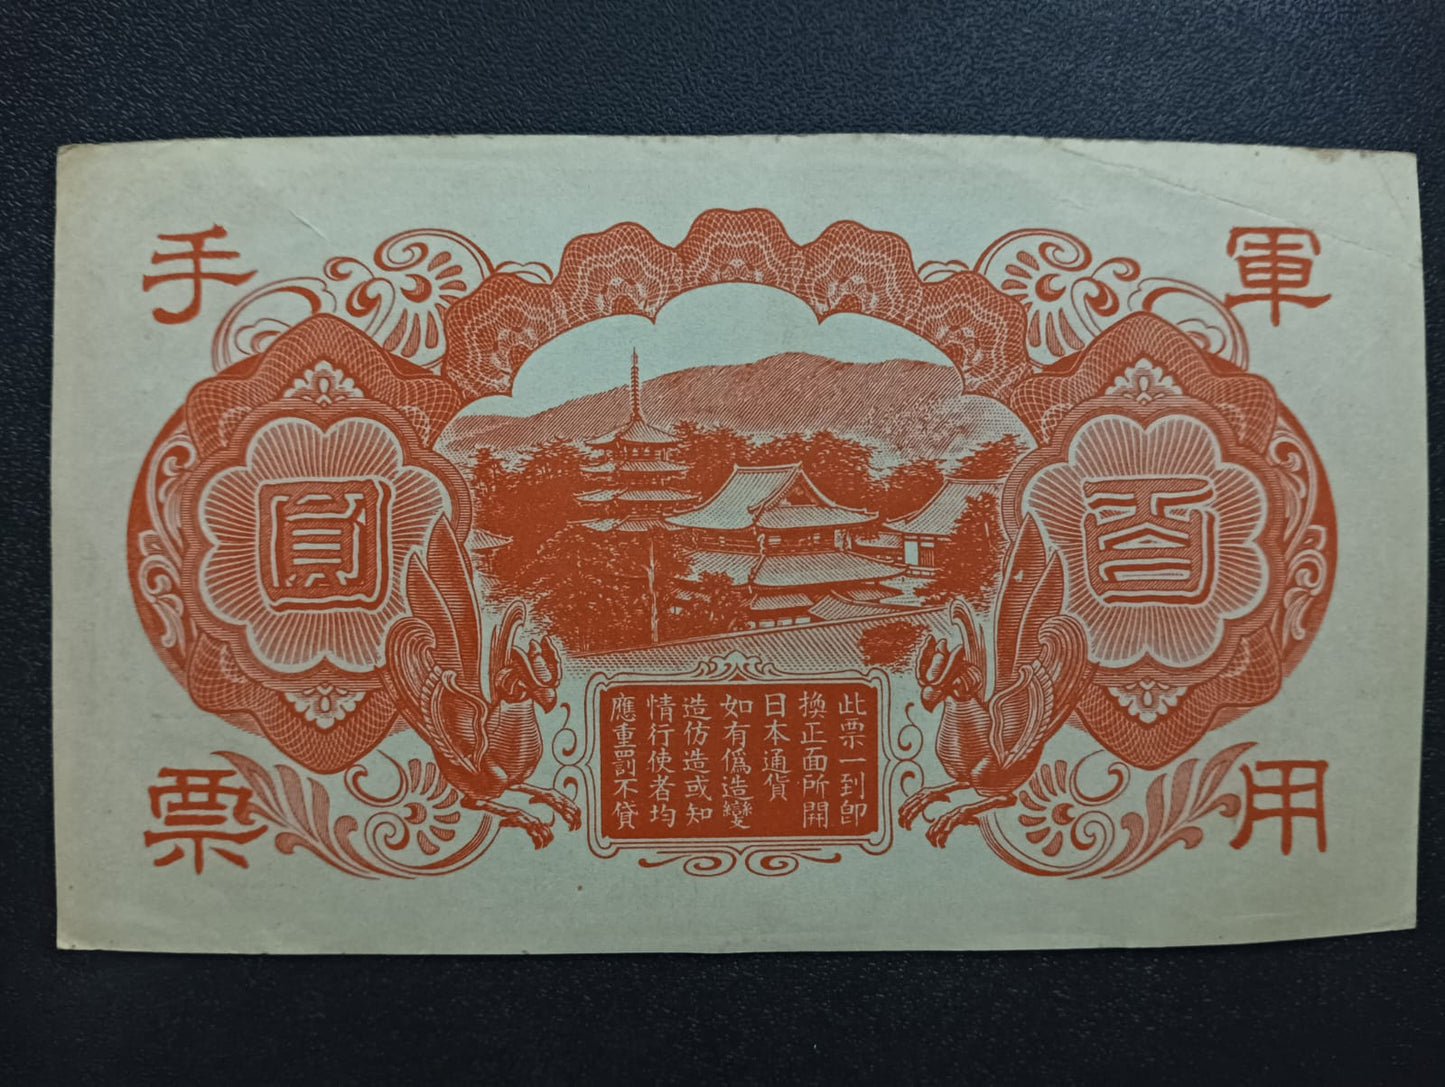 軍用
手票
百
圓
此票一到卽
換正面所開
日本通貨
如有僞造變
造仿造或知
情行使者均
應重罰不貸